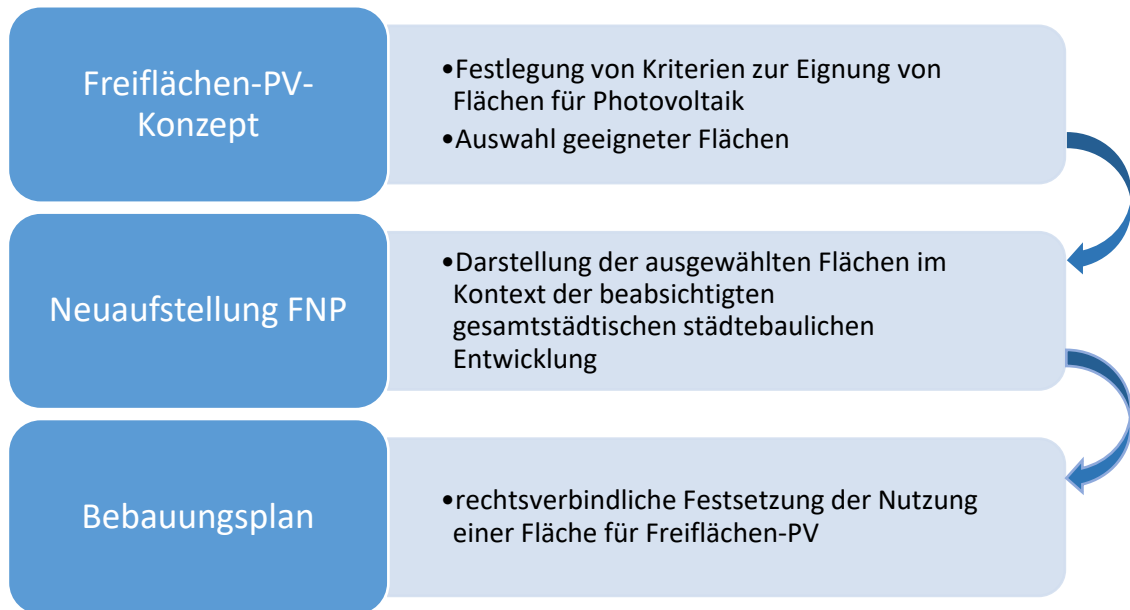 Freiflächen-PV-
Konzept
•Festlegung von Kriterien zur Eignung von
Flächen für Photovoltaik
•Auswahl geeigneter Flächen
Neuaufstellung FNP
•Darstellung der ausgewählten Flächen im
Kontext der beabsichtigten
gesamtstädtischen städtebaulichen
Entwicklung
Bebauungsplan
•rechtsverbindliche Festsetzung der Nutzung
einer Fläche für Freiflächen-PV